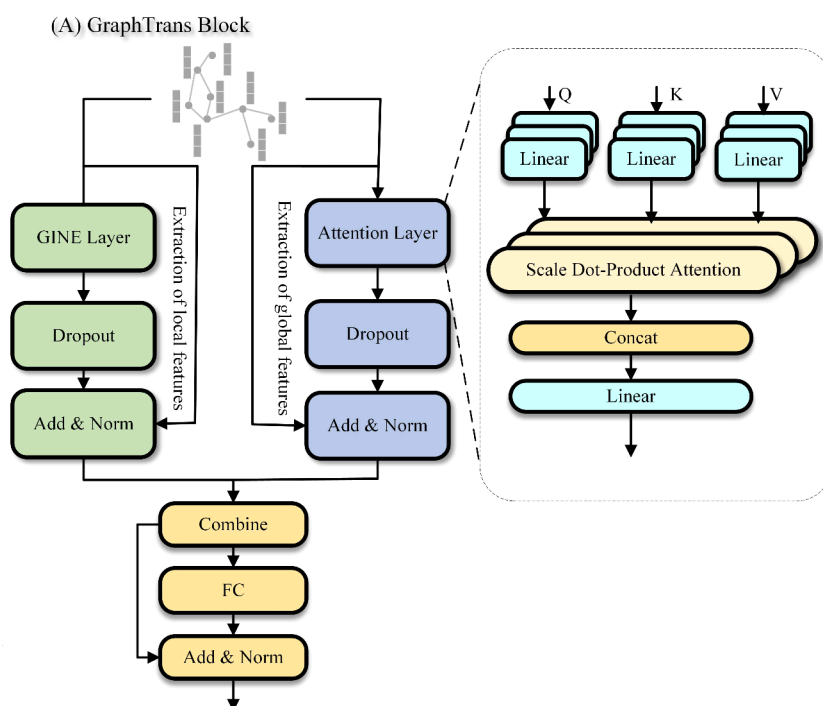 (A) GraphTrans Block
GINE Layer
Dropout
Add & Norm
Extraction of local features
Extraction of global features
Attention Layer
Dropout
Add & Norm
Combine
FC
Add & Norm
Q
K
V
Linear
Linear
Linear
Scale Dot-Product Attention
Concat
Linear